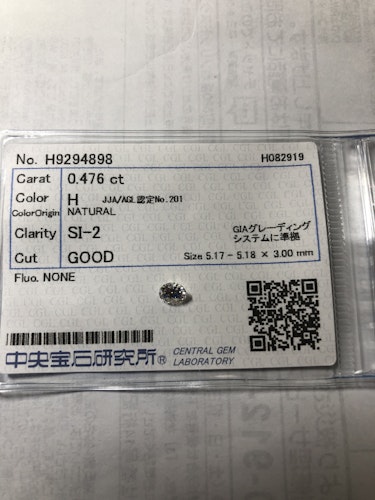 No. H9294898 H082919
Carat 0.476 ct
Color H JJA/AGL認定No.201
ColorOrigin NATURAL
Clarity SI-2 GIAグレーディング
システムに準拠
Cut GOOD Size 5.17 - 5.18 × 3.00 mm
Fluo. NONE
中央宝石研究所® CENTRAL GEM
LABORATORY